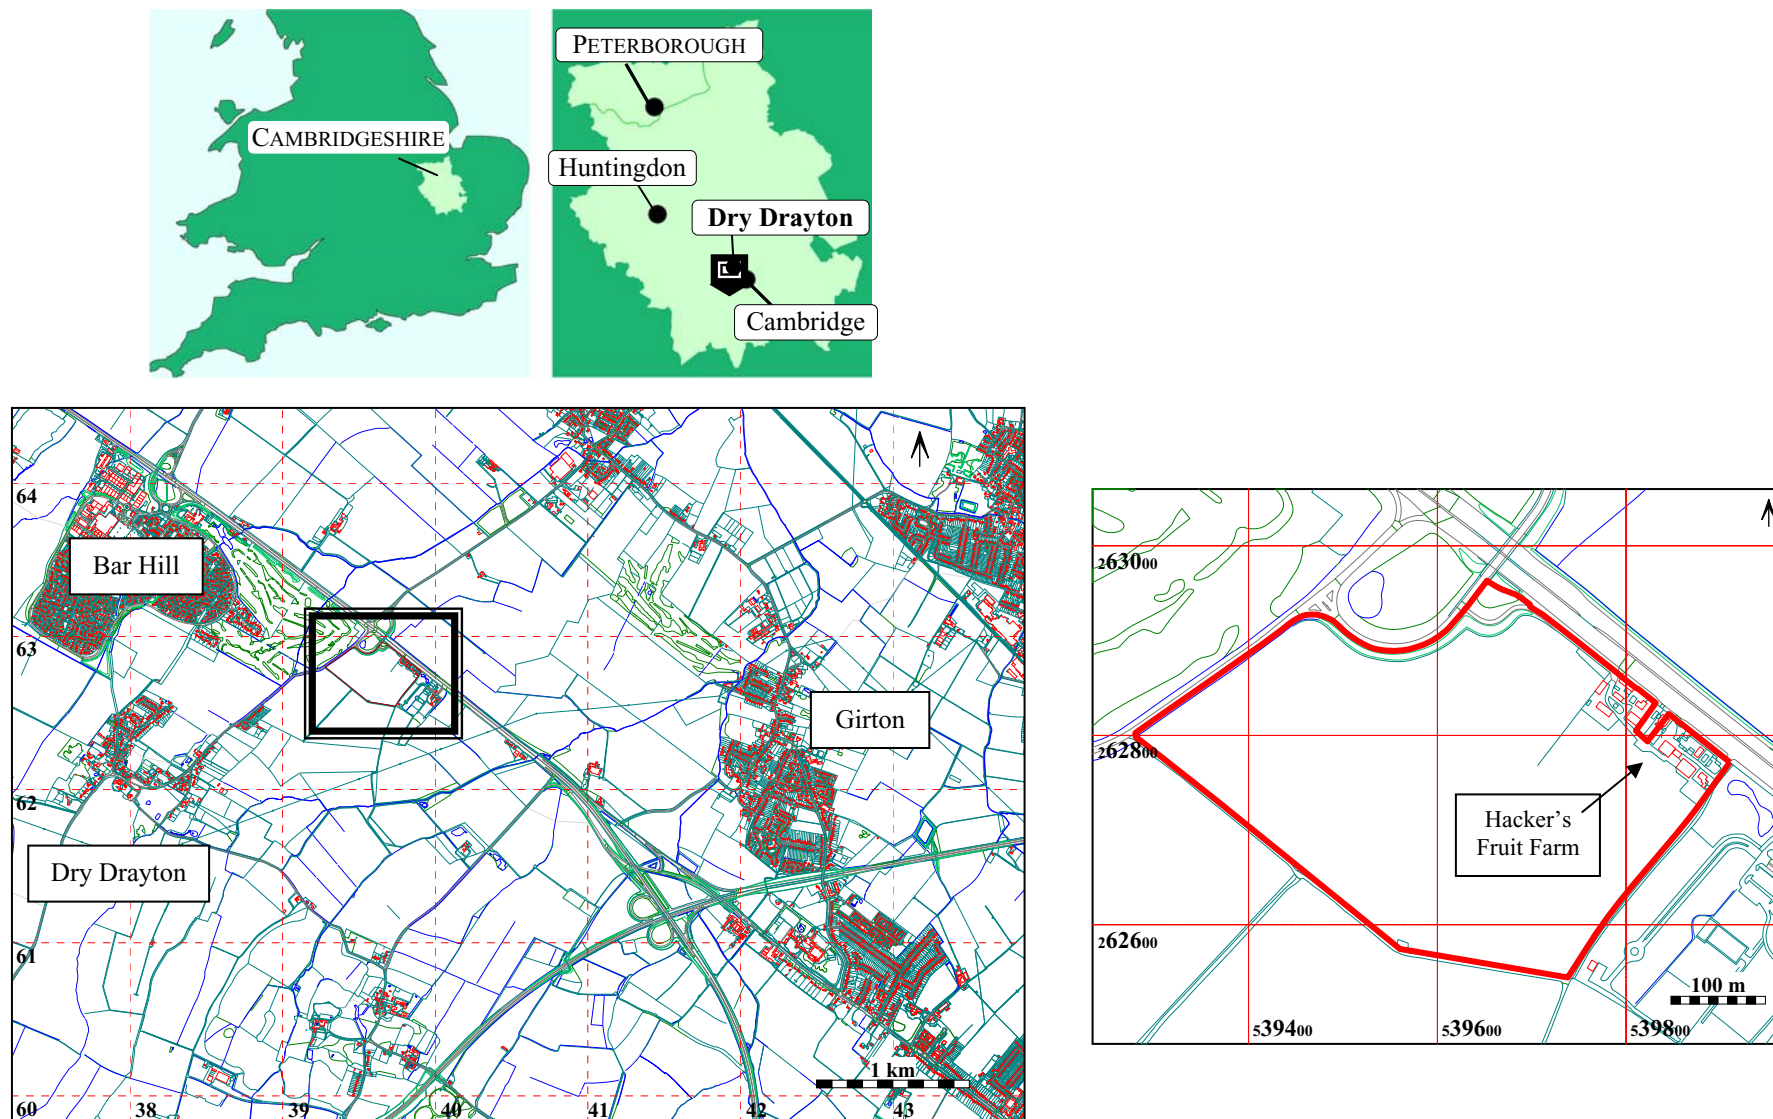 PETERBOROUGH
CAMBRIDGESHIRE
Huntingdon
Dry Drayton
Cambridge
64
Bar Hill
63
Girton
62
Dry Drayton
61
1 km
60
38
39
40
41
42
43
263000
262800
Hacker's
Fruit Farm
262600
100 m
539400
539600
539800